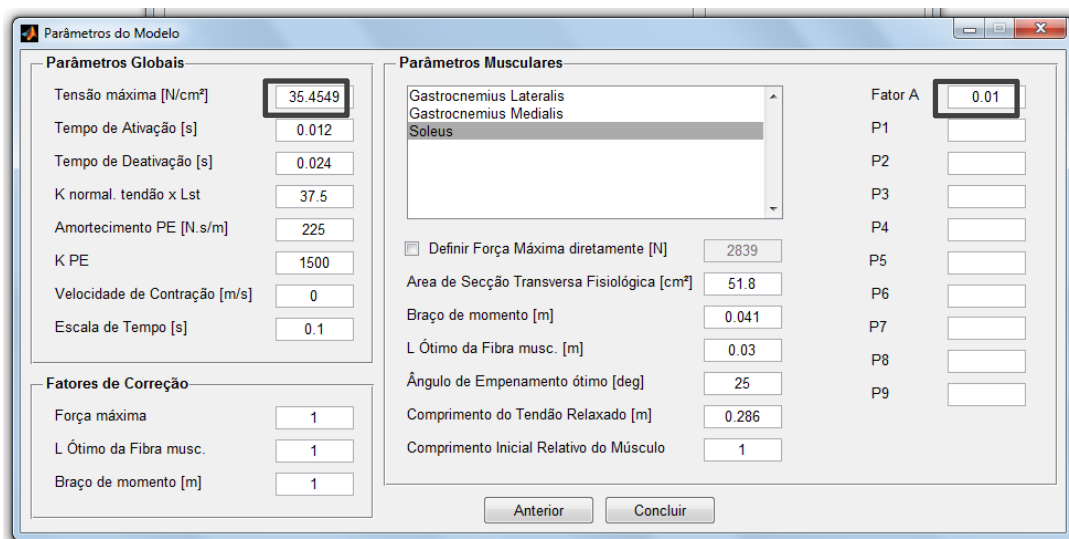 Parâmetros do Modelo
Parâmetros Globais
Tensão máxima [N/cm²] 35.4549
Tempo de Ativação [s] 0.012
Tempo de Deativação [s] 0.024
K normal. tendão x Lst 37.5
Amortecimento PE [N.s/m] 225
K PE 1500
Velocidade de Contração [m/s] 0
Escala de Tempo [s] 0.1
Fatores de Correção
Força máxima 1
L Ótimo da Fibra musc. 1
Braço de momento [m] 1
Parâmetros Musculares
Gastrocnemius Lateralis
Gastrocnemius Medialis
Soleus
Definir Força Máxima diretamente [N] 2839
Area de Secção Transversa Fisiológica [cm²] 51.8
Braço de momento [m] 0.041
L Ótimo da Fibra musc. [m] 0.03
Ângulo de Empenamento ótimo [deg] 25
Comprimento do Tendão Relaxado [m] 0.286
Comprimento Inicial Relativo do Músculo 1
Fator A 0.01
P1
P2
P3
P4
P5
P6
P7
P8
P9
Anterior Concluir